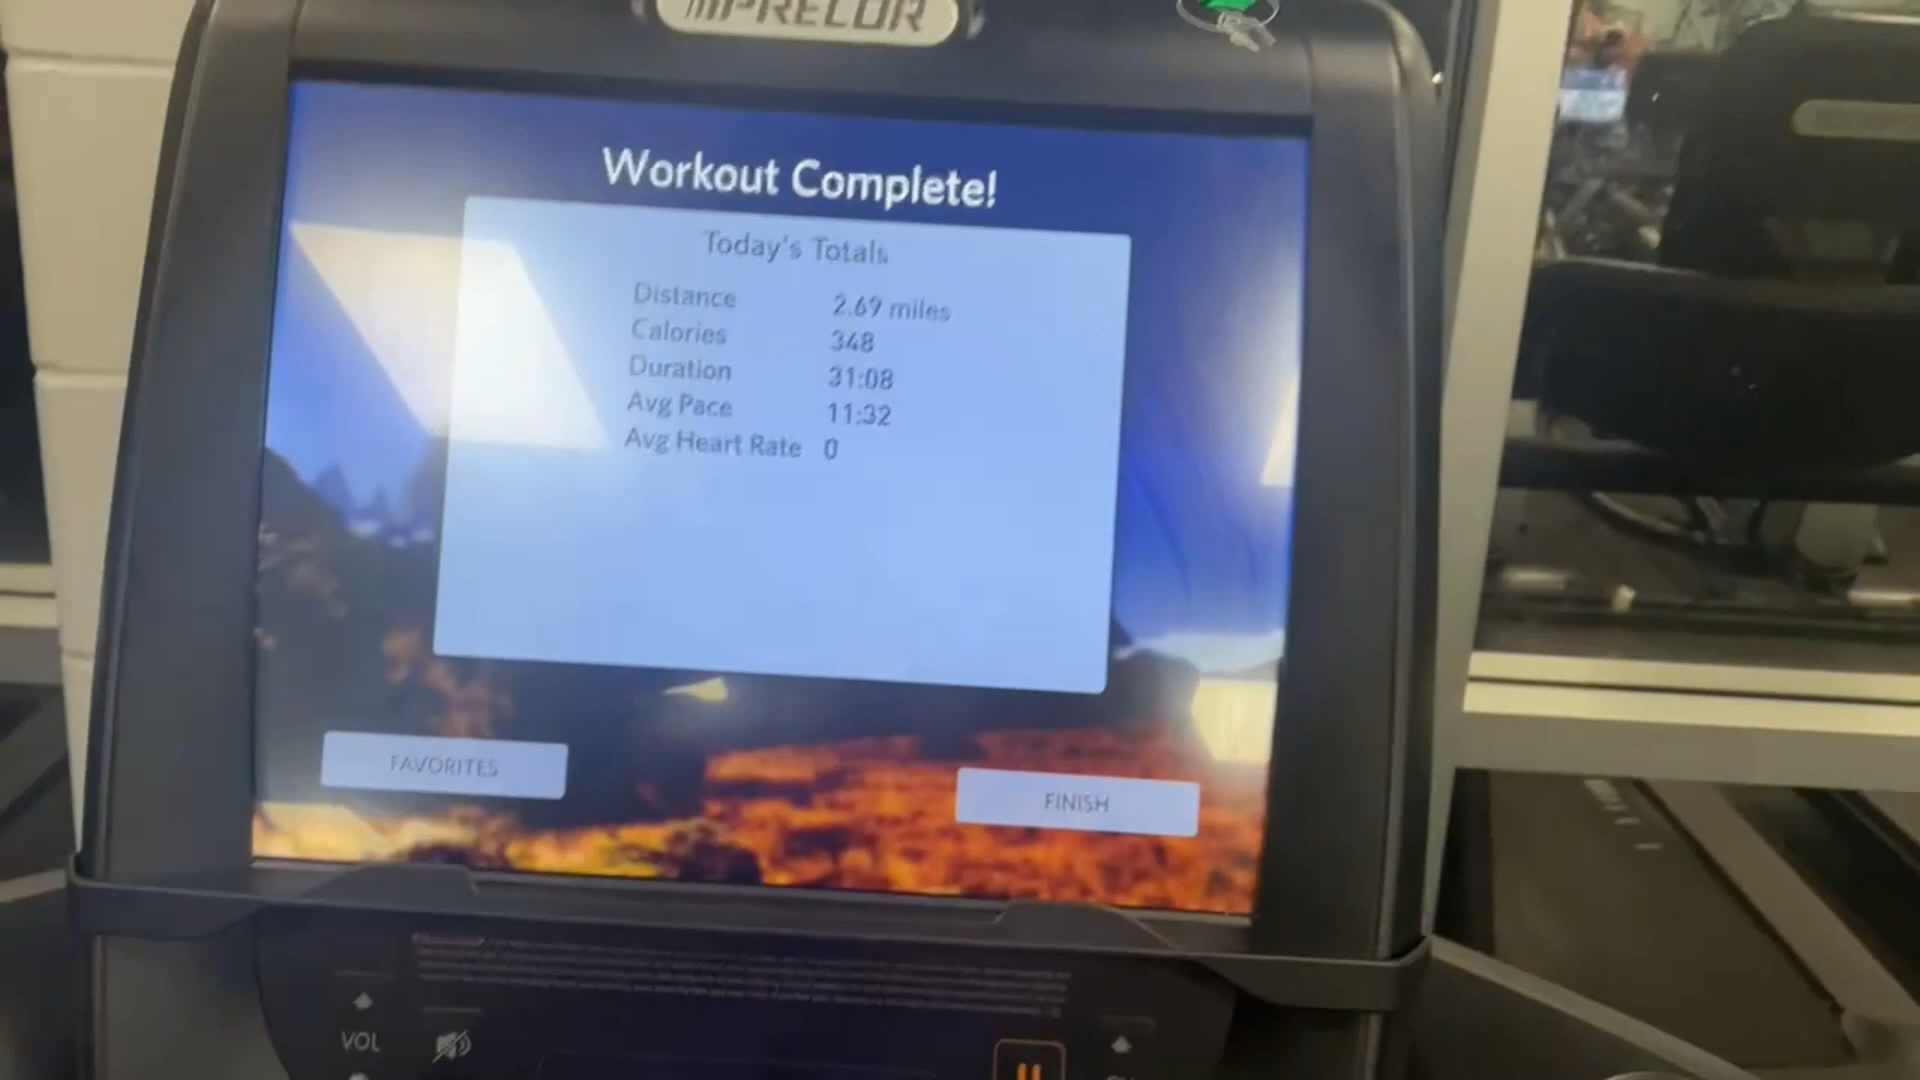 PRECOR
Workout Complete!
Today's Totals
Distance 2.69 miles
Calories 348
Duration 31:08
Avg Pace 11:32
Avg Heart Rate 0
FAVORITES
FINISH
VOL